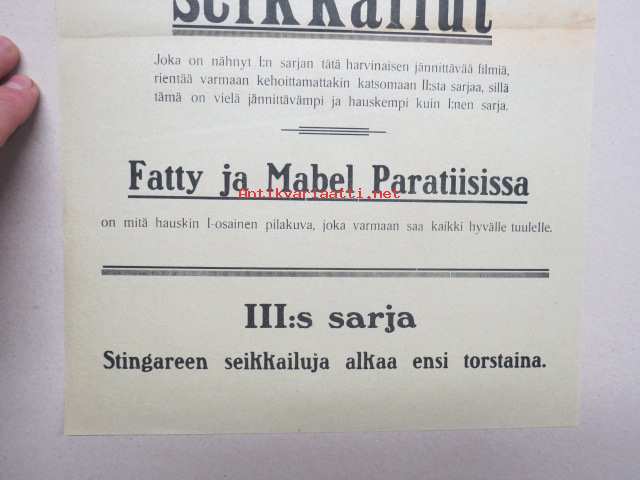 seikkailut
Joka on nähnyt I:n sarjan tätä harvinaisen jännittävää filmiä,
rientää varmaan kehoittamattakin katsomaan II:sta sarjaa, sillä
tämä on vielä jännittävämpi ja hauskempi kuin I:nen sarja.
Fatty ja Mabel Paratiisissa
Antikvariaatti.net
on mitä hauskin I-osainen pilakuva, joka varmaan saa kaikki hyvälle tuulelle.
III:s sarja
Stingareen seikkailuja alkaa ensi torstaina.